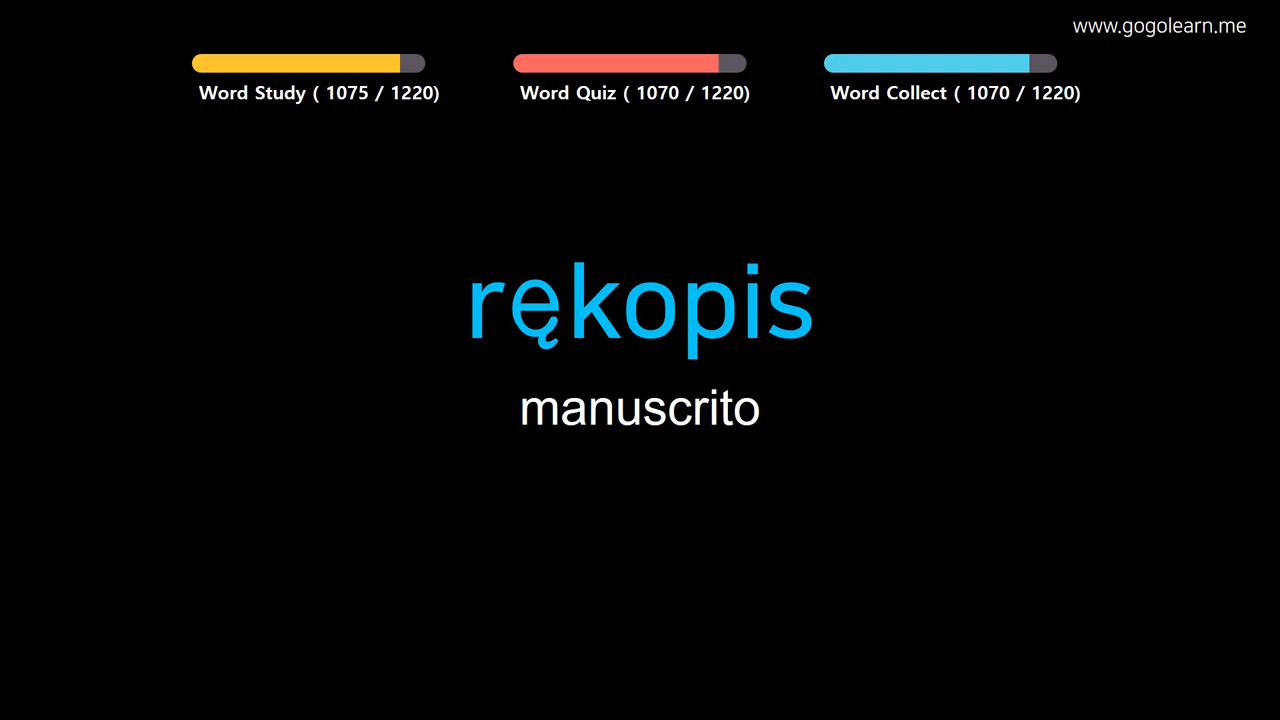 www.gogolearn.me
Word Study ( 1075 / 1220)
Word Quiz ( 1070 / 1220)
Word Collect ( 1070 / 1220)
rękopis
manuscrito